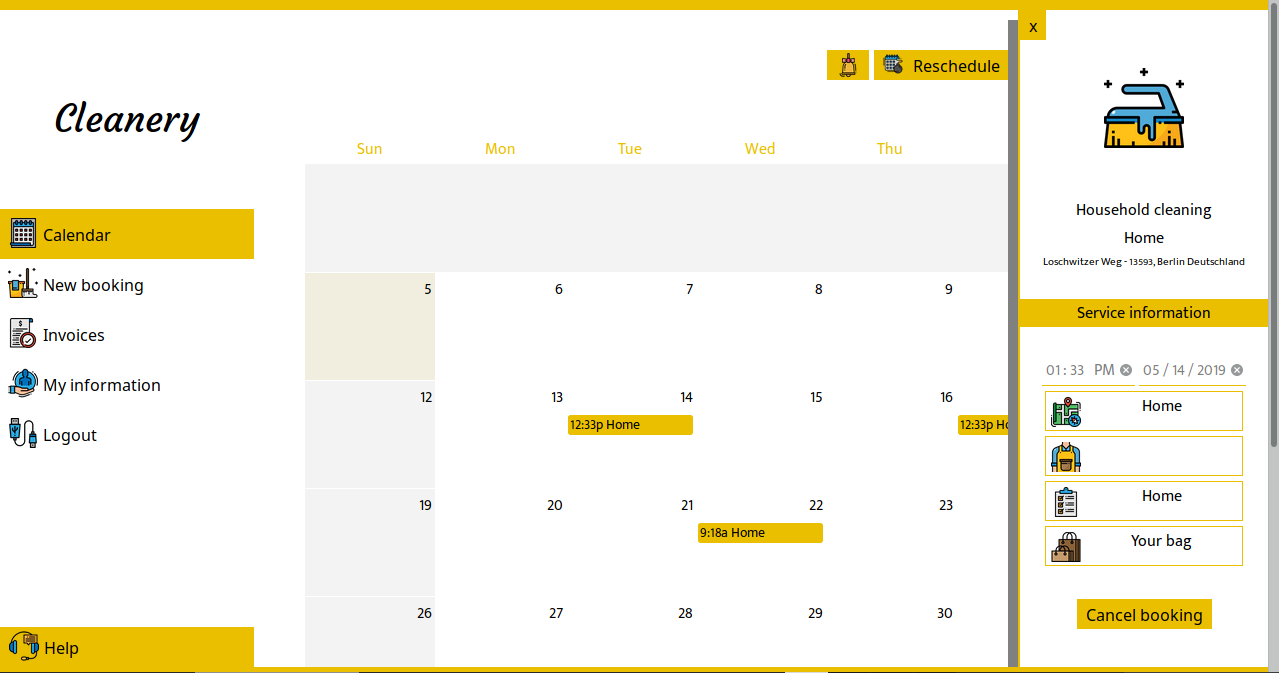 x
Reschedule
Cleanery
Sun Mon Tue Wed Thu
Calendar
New booking
Invoices
My information
Logout
Help
5 6 7 8 9
12 13 14 15 16
12:33p Home
12:33p Ho
19 20 21 22 23
9:18a Home
26 27 28 29 30
Household cleaning
Home
Loschwitzer Weg - 13593, Berlin Deutschland
Service information
01 : 33 PM 05 / 14 / 2019
Home
Home
Your bag
Cancel booking